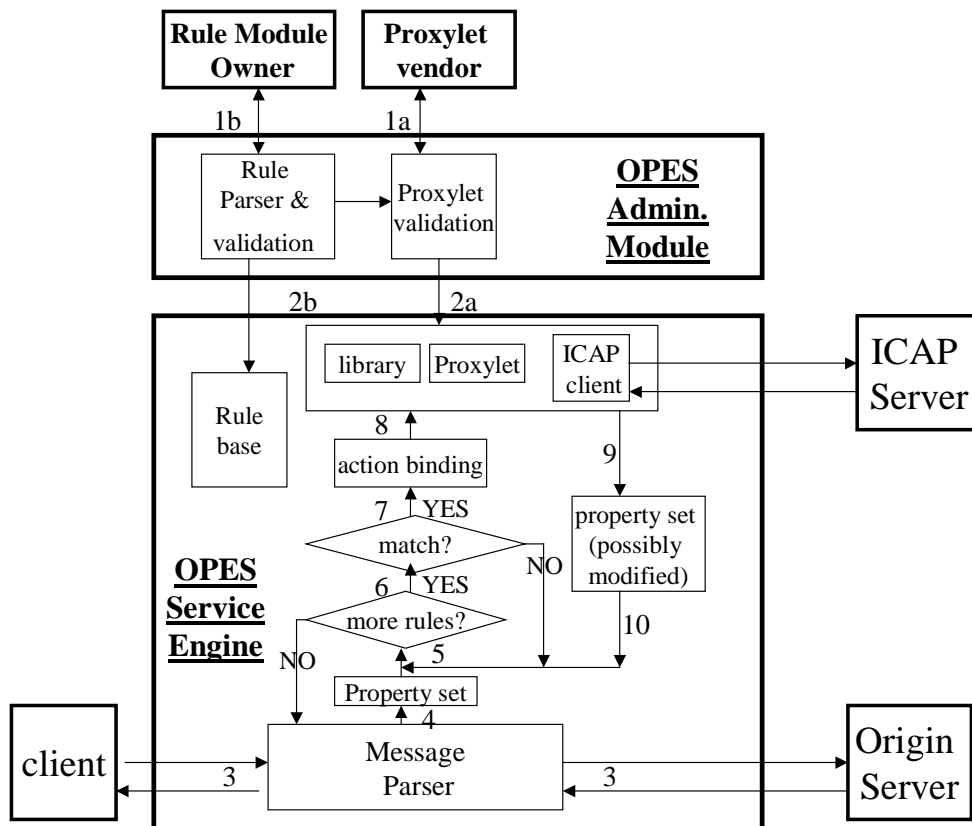 Rule Module
Owner
Proxylet
vendor
1b
1a
Rule
Parser &
validation
Proxylet
validation
OPES
Admin.
Module
2b
2a
library
Proxylet
ICAP
client
ICAP
Server
Rule
base
8
9
action binding
7
YES
property set
(possibly
modified)
match?
NO
OPES
Service
Engine
6
YES
more rules?
10
NO
5
Property set
4
client
3
Message
Parser
3
Origin
Server